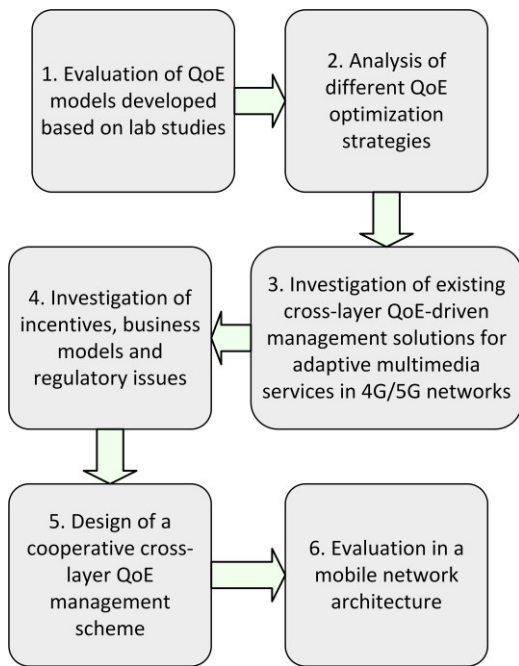 1. Evaluation of QoE
models developed
based on lab studies
2. Analysis of
different QoE
optimization
strategies
3. Investigation of existing
cross-layer QoE-driven
management solutions for
adaptive multimedia
services in 4G/5G networks
4. Investigation of
incentives, business
models and
regulatory issues
5. Design of a
cooperative cross-
layer QoE
management
scheme
6. Evaluation in a
mobile network
architecture